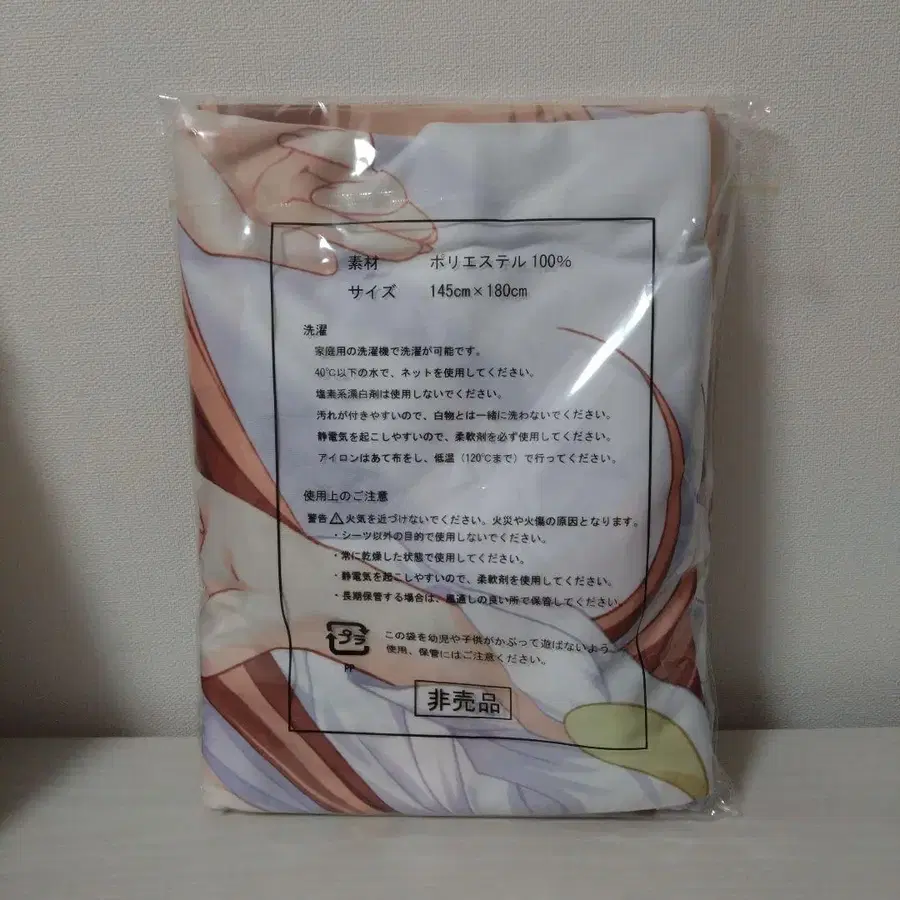 素材 ポリエステル 100%
サイズ 145cm×180cm
洗濯
家庭用の洗濯機で洗濯が可能です。
40℃以下の水で、ネットを使用してください。
塩素系漂白剤は使用しないでください。
汚れが付きやすいので、白物とは一緒に洗わないでください。
静電気を起こしやすいので、柔軟剤を必ず使用してください。
アイロンはあて布をし、低温（120℃まで）で行ってください。
使用上のご注意
警告⚠火気を近づけないでください。火災や火傷の原因となります。
・シーツ以外の目的で使用しないでください。
・常に乾燥した状態で使用してください。
・静電気を起こしやすいので、柔軟剤を使用してください。
・長期保管する場合は、風通しの良い所で保管してください。
プラ
PP
この袋を幼児や子供がかぶって遊ばないよう
使用、保管にはご注意ください。
非売品